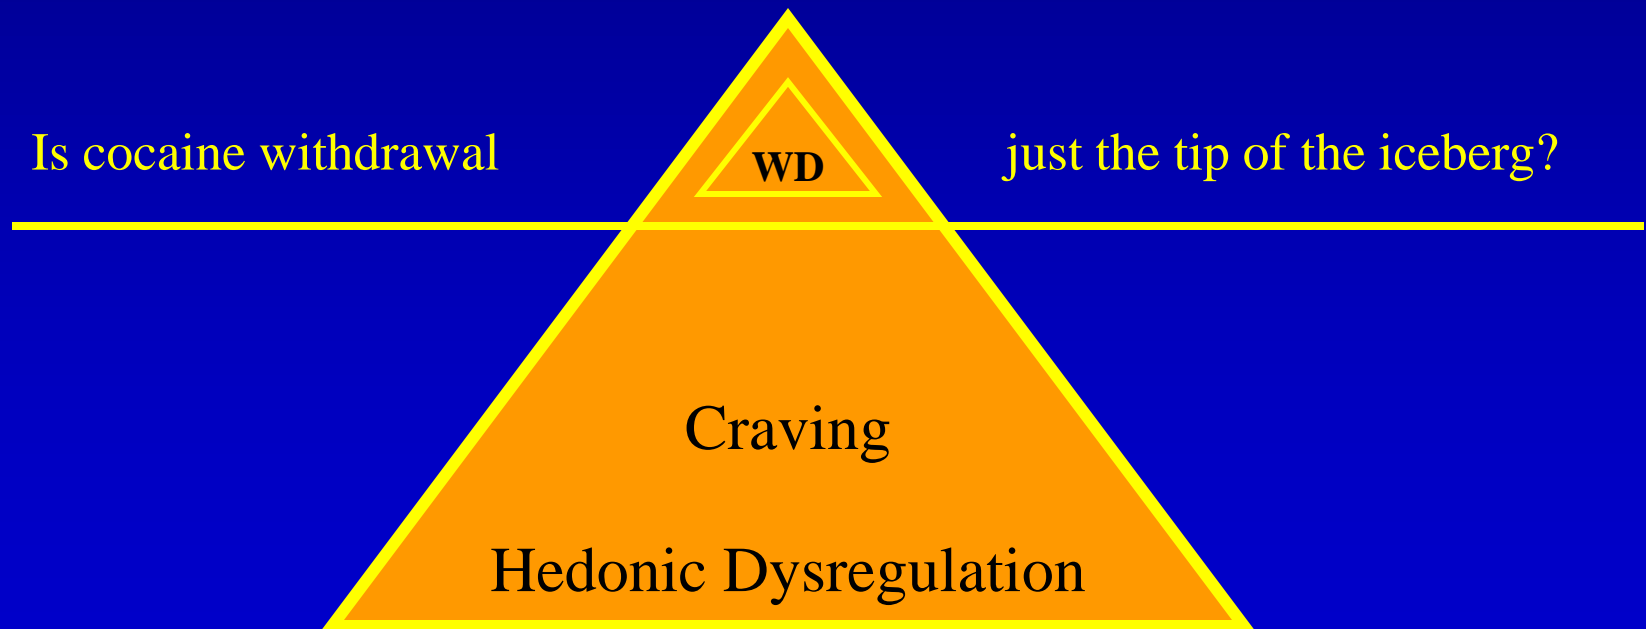 Is cocaine withdrawal just the tip of the iceberg?
WD
Craving
Hedonic Dysregulation